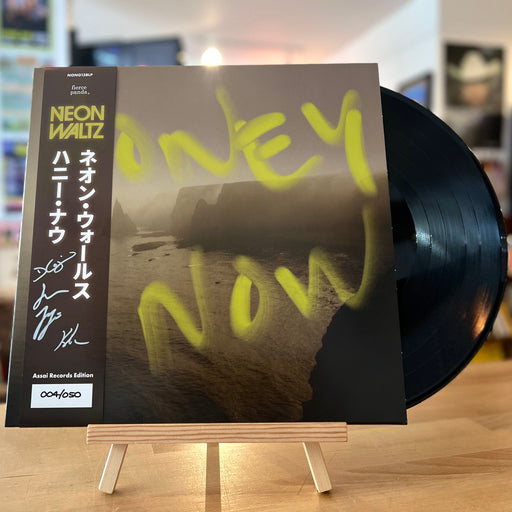 NONG138LP
fierce
panda.
NEON
WALTZ
ネオン・ウォールス
ハニー・ナウ
Assai Records Edition
004/050
ONEY
NOW